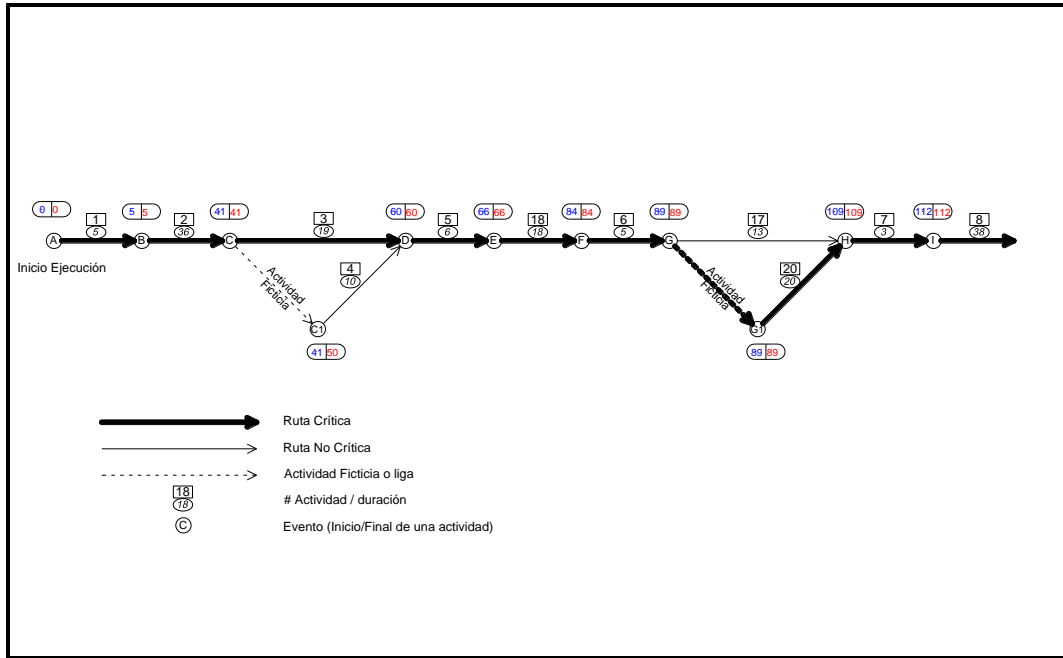 0 0
5 5
41 41
60 60
66 66
84 84
89 89
109 109
112 112
1
2
3
5
18
6
17
7
8
5
36
19
6
18
5
13
3
38
A
B
C
D
E
F
G
H
I
Inicio Ejecución
Actividad
Ficticia
4
10
Actividad
Ficticia
20
20
C1
G1
41 50
89 89
Ruta Crítica
Ruta No Crítica
Actividad Ficticia o liga
18
18
# Actividad / duración
C
Evento (Inicio/Final de una actividad)